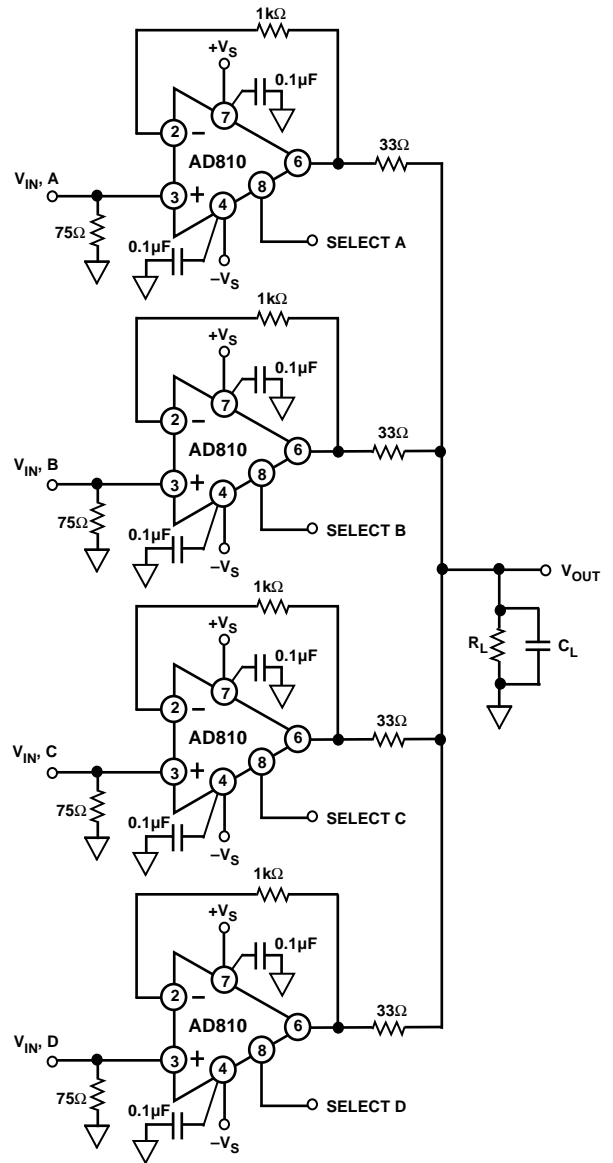 1kΩ
+VS
0.1µF
7
2
−
AD810
6
33Ω
VIN, A
3
+
8
4
75Ω
0.1µF
SELECT A
−VS
1kΩ
+VS
0.1µF
7
2
−
AD810
6
33Ω
VIN, B
3
+
8
4
75Ω
0.1µF
SELECT B
−VS
VOUT
RL
CL
1kΩ
+VS
0.1µF
7
2
−
AD810
6
33Ω
VIN, C
3
+
8
4
75Ω
0.1µF
SELECT C
−VS
1kΩ
+VS
0.1µF
7
2
−
AD810
6
33Ω
VIN, D
3
+
8
4
75Ω
0.1µF
SELECT D
−VS